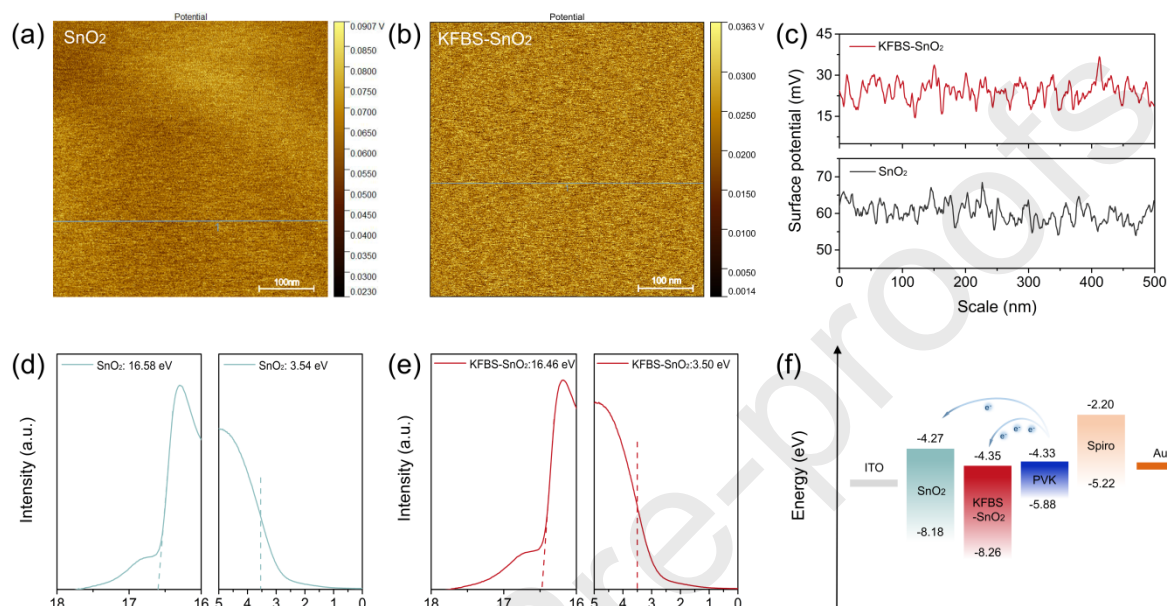 (a)
Potential
SnO₂
0.0907 V
0.0850
0.0800
0.0750
0.0700
0.0650
0.0600
0.0550
0.0500
0.0450
0.0400
0.0350
0.0300
0.0230
100nm
(b)
Potential
KFBS-SnO₂
0.0363 V
0.0300
0.0250
0.0200
0.0150
0.0100
0.0050
0.0014
100 nm
(c)
KFBS-SnO₂
45
30
15
SnO₂
70
60
50
Surface potential (mV)
0 100 200 300 400 500
Scale (nm)
(d)
SnO₂: 16.58 eV
SnO₂: 3.54 eV
Intensity (a.u.)
18 17 16
5 4 3 2 1 0
(e)
KFBS-SnO₂:16.46 eV
KFBS-SnO₂:3.50 eV
Intensity (a.u.)
18 17 16
5 4 3 2 1 0
(f)
Energy (eV)
ITO
-4.27
SnO₂
-8.18
e⁻
e⁻ e⁻ e⁻
-4.35
KFBS
-SnO₂
-8.26
-4.33
PVK
-5.88
-2.20
Spiro
-5.22
Au
re-proofs